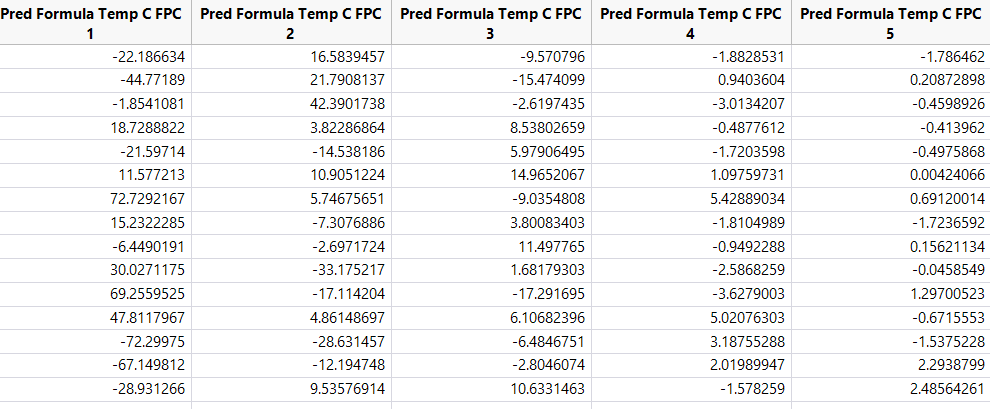 Pred Formula Temp C FPC 1 Pred Formula Temp C FPC 2 Pred Formula Temp C FPC 3 Pred Formula Temp C FPC 4 Pred Formula Temp C FPC 5
-22.186634 16.5839457 -9.570796 -1.8828531 -1.786462
-44.77189 21.7908137 -15.474099 0.9403604 0.20872898
-1.8541081 42.3901738 -2.6197435 -3.0134207 -0.4598926
18.7288822 3.82286864 8.53802659 -0.4877612 -0.413962
-21.59714 -14.538186 5.97906495 -1.7203598 -0.4975868
11.577213 10.9051224 14.9652067 1.09759731 0.00424066
72.7292167 5.74675651 -9.0354808 5.42889034 0.69120014
15.2322285 -7.3076886 3.80083403 -1.8104989 -1.7236592
-6.4490191 -2.6971724 11.497765 -0.9492288 0.15621134
30.0271175 -33.175217 1.68179303 -2.5868259 -0.0458549
69.2559525 -17.114204 -17.291695 -3.6279003 1.29700523
47.8117967 4.86148697 6.10682396 5.02076303 -0.6715553
-72.29975 -28.631457 -6.4846751 3.18755288 -1.5375228
-67.149812 -12.194748 -2.8046074 2.01989947 2.2938799
-28.931266 9.53576914 10.6331463 -1.578259 2.48564261